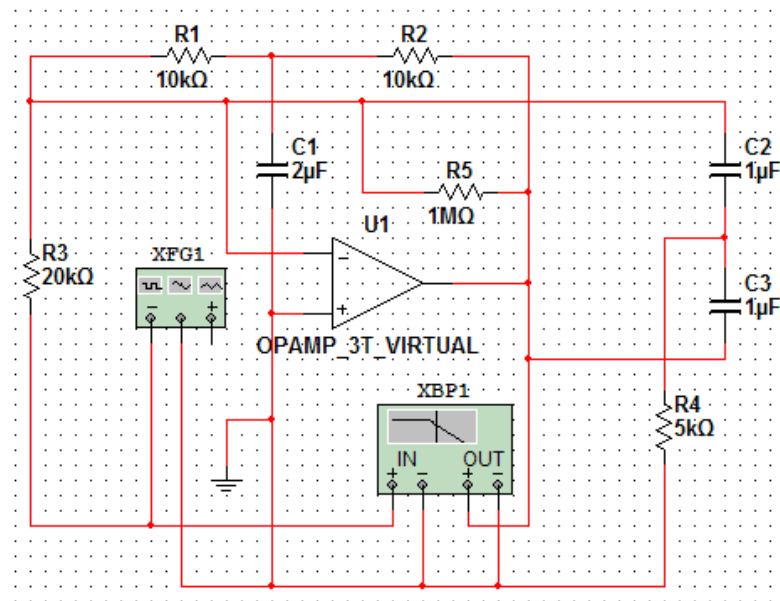 R1
10kΩ
R2
10kΩ
C1
2µF
R5
1MΩ
C2
1µF
U1
XFG1
R3
20kΩ
C3
1µF
OPAMP_3T_VIRTUAL
XBP1
IN
OUT
R4
5kΩ